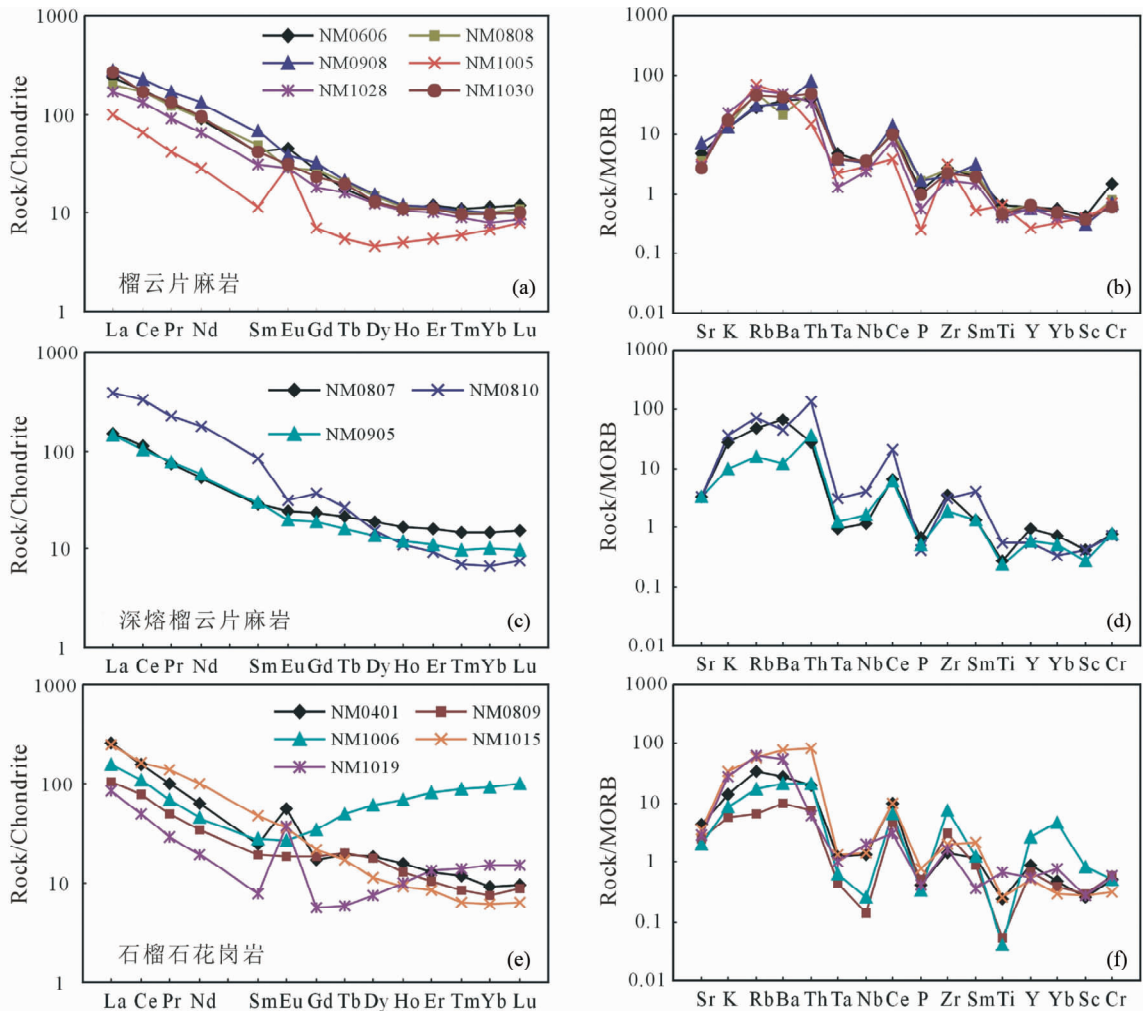 1000
100
10
1
Rock/Chondrite
NM0606 NM0808
NM0908 NM1005
NM1028 NM1030
榴云片麻岩
(a)
La Ce Pr Nd Sm Eu Gd Tb Dy Ho Er Tm Yb Lu
1000
100
10
1
0.1
0.01
Rock/MORB
(b)
Sr K Rb Ba Th Ta Nb Ce P Zr Sm Ti Y Yb Sc Cr
1000
100
10
1
Rock/Chondrite
NM0807 NM0810
NM0905
深熔榴云片麻岩
(c)
La Ce Pr Nd Sm Eu Gd Tb Dy Ho Er Tm Yb Lu
1000
100
10
1
0.1
0.01
Rock/MORB
(d)
Sr K Rb Ba Th Ta Nb Ce P Zr Sm Ti Y Yb Sc Cr
1000
100
10
1
Rock/Chondrite
NM0401 NM0809
NM1006 NM1015
NM1019
石榴石花岗岩
(e)
La Ce Pr Nd Sm Eu Gd Tb Dy Ho Er Tm Yb Lu
1000
100
10
1
0.1
0.01
Rock/MORB
(f)
Sr K Rb Ba Th Ta Nb Ce P Zr Sm Ti Y Yb Sc Cr